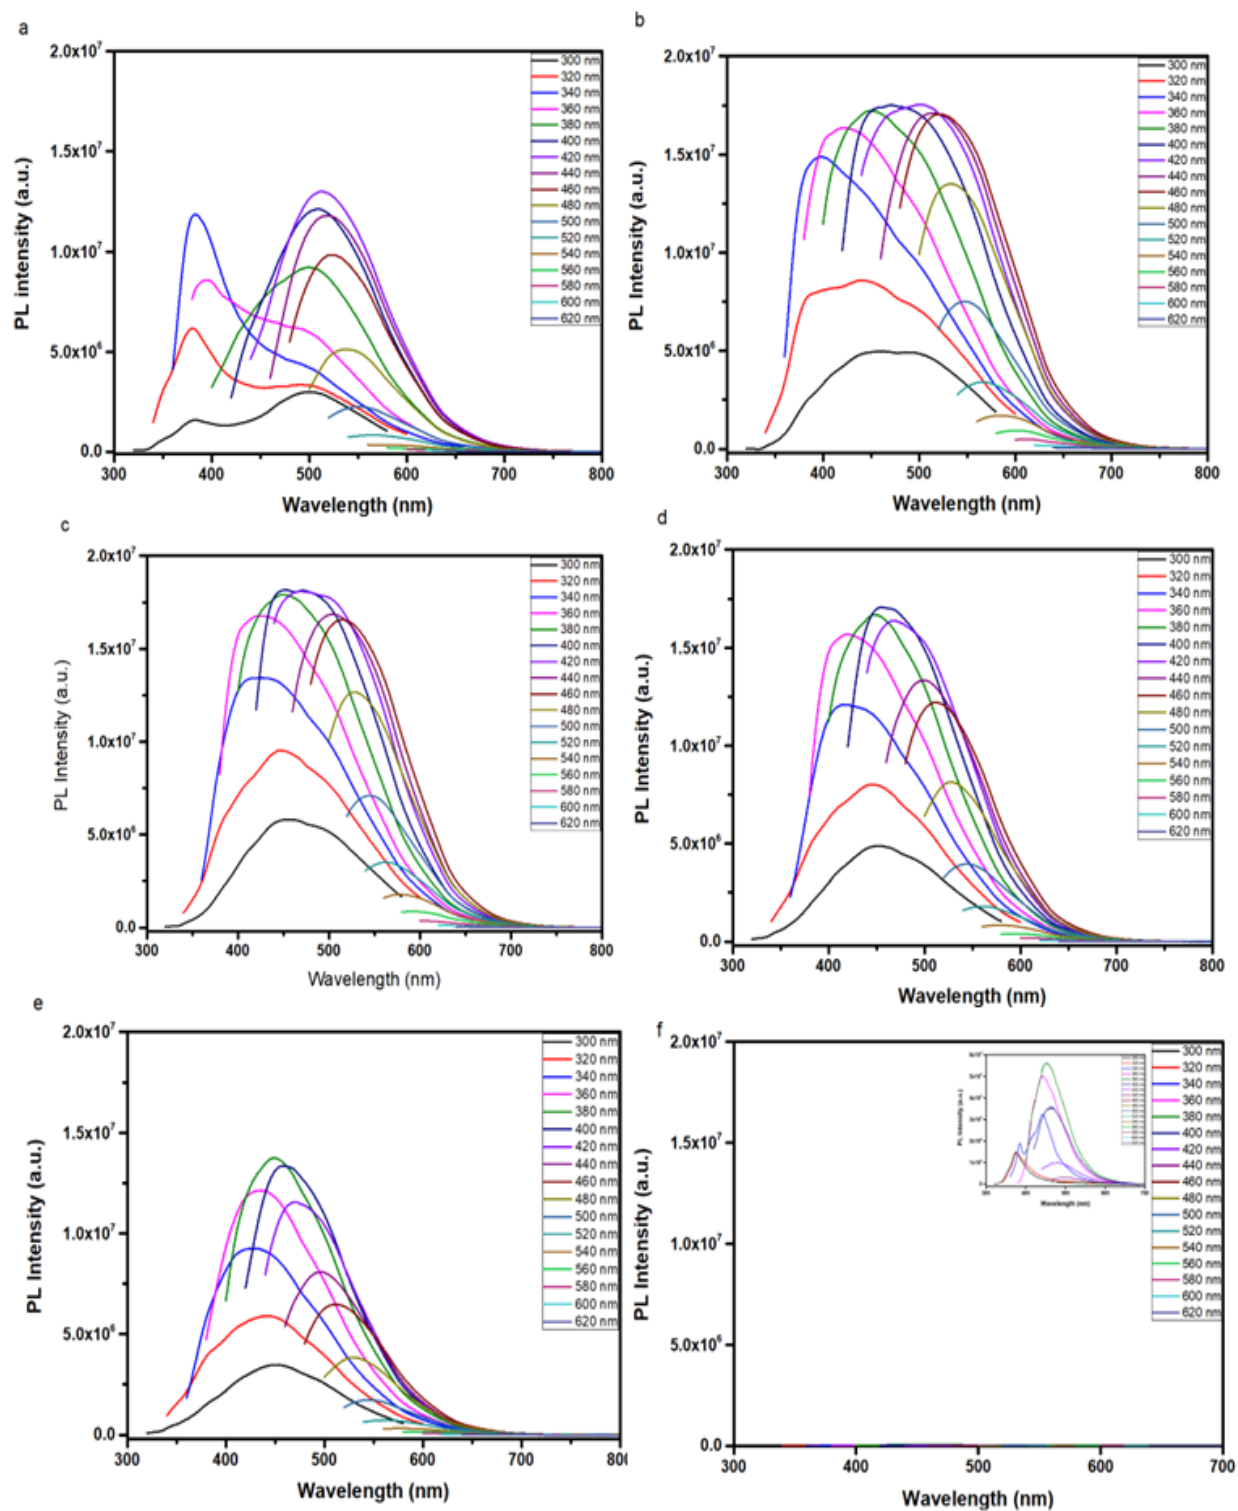 a
2.0x10⁷
1.5x10⁷
1.0x10⁷
5.0x10⁶
0.0
300 400 500 600 700 800
PL intensity (a.u.)
Wavelength (nm)
300 nm
320 nm
340 nm
360 nm
380 nm
400 nm
420 nm
440 nm
460 nm
480 nm
500 nm
520 nm
540 nm
560 nm
580 nm
600 nm
620 nm
b
2.0x10⁷
1.5x10⁷
1.0x10⁷
5.0x10⁶
0.0
300 400 500 600 700 800
PL Intensity (a.u.)
Wavelength (nm)
300 nm
320 nm
340 nm
360 nm
380 nm
400 nm
420 nm
440 nm
460 nm
480 nm
500 nm
520 nm
540 nm
560 nm
580 nm
600 nm
620 nm
c
2.0x10⁷
1.5x10⁷
1.0x10⁷
5.0x10⁶
0.0
300 400 500 600 700 800
PL Intensity (a.u.)
Wavelength (nm)
300 nm
320 nm
340 nm
360 nm
380 nm
400 nm
420 nm
440 nm
460 nm
480 nm
500 nm
520 nm
540 nm
560 nm
580 nm
600 nm
620 nm
d
2.0x10⁷
1.5x10⁷
1.0x10⁷
5.0x10⁶
0.0
300 400 500 600 700 800
PL Intensity (a.u.)
Wavelength (nm)
300 nm
320 nm
340 nm
360 nm
380 nm
400 nm
420 nm
440 nm
460 nm
480 nm
500 nm
520 nm
540 nm
560 nm
580 nm
600 nm
620 nm
e
2.0x10⁷
1.5x10⁷
1.0x10⁷
5.0x10⁶
0.0
300 400 500 600 700 800
PL Intensity (a.u.)
Wavelength (nm)
300 nm
320 nm
340 nm
360 nm
380 nm
400 nm
420 nm
440 nm
460 nm
480 nm
500 nm
520 nm
540 nm
560 nm
580 nm
600 nm
620 nm
f
2.0x10⁷
1.5x10⁷
1.0x10⁷
5.0x10⁶
0.0
300 400 500 600 700
PL Intensity (a.u.)
Wavelength (nm)
300 nm
320 nm
340 nm
360 nm
380 nm
400 nm
420 nm
440 nm
460 nm
480 nm
500 nm
520 nm
540 nm
560 nm
580 nm
600 nm
620 nm
PL Intensity (a.u.)
300 400 500 600 700
Wavelength (nm)